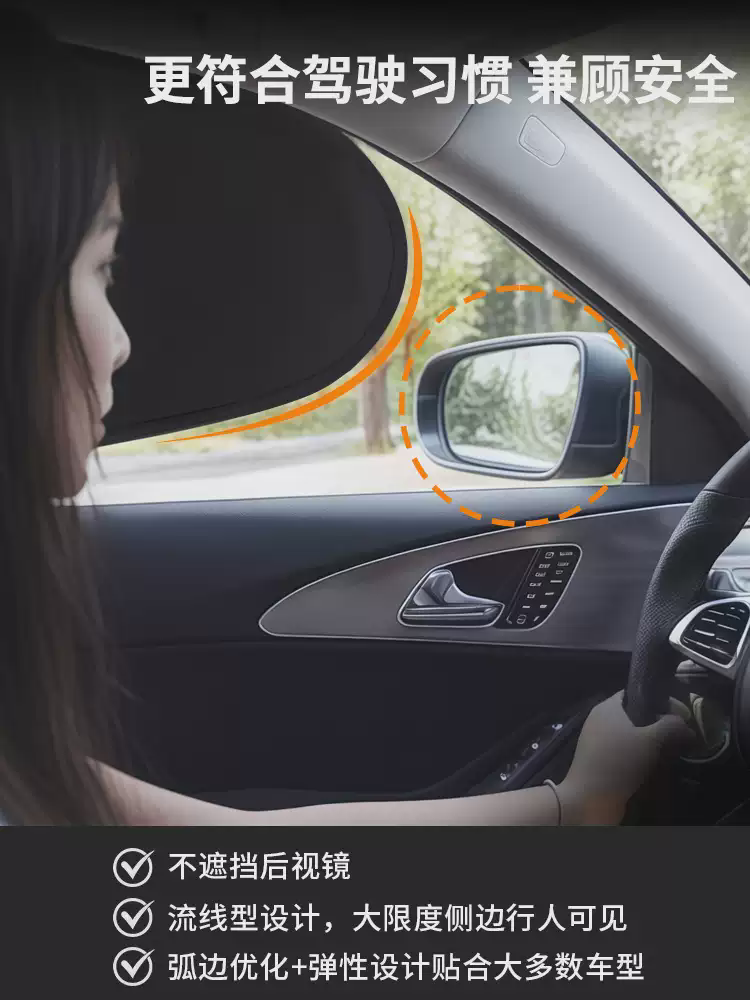 更符合驾驶习惯 兼顾安全
不遮挡后视镜
流线型设计，大限度侧边行人可见
弧边优化+弹性设计贴合大多数车型